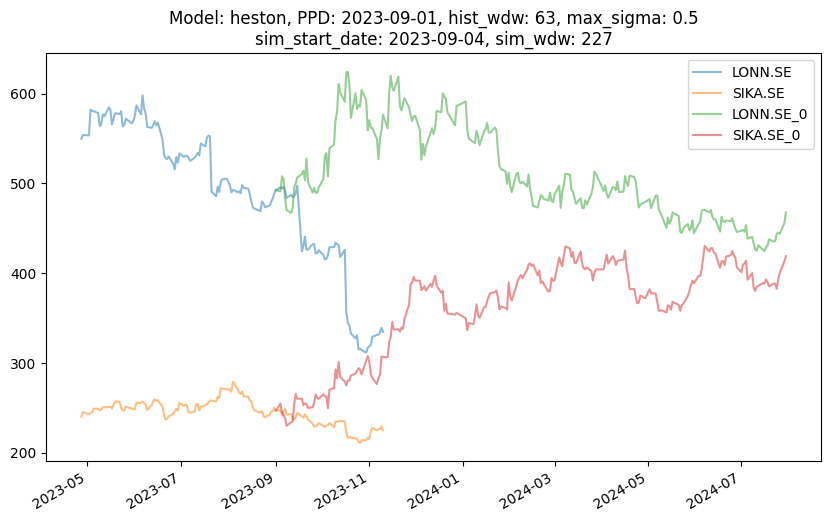 Model: heston, PPD: 2023-09-01, hist_wdw: 63, max_sigma: 0.5
sim_start_date: 2023-09-04, sim_wdw: 227
LONN.SE
SIKA.SE
LONN.SE_0
SIKA.SE_0
600
500
400
300
200
2023-05
2023-07
2023-09
2023-11
2024-01
2024-03
2024-05
2024-07